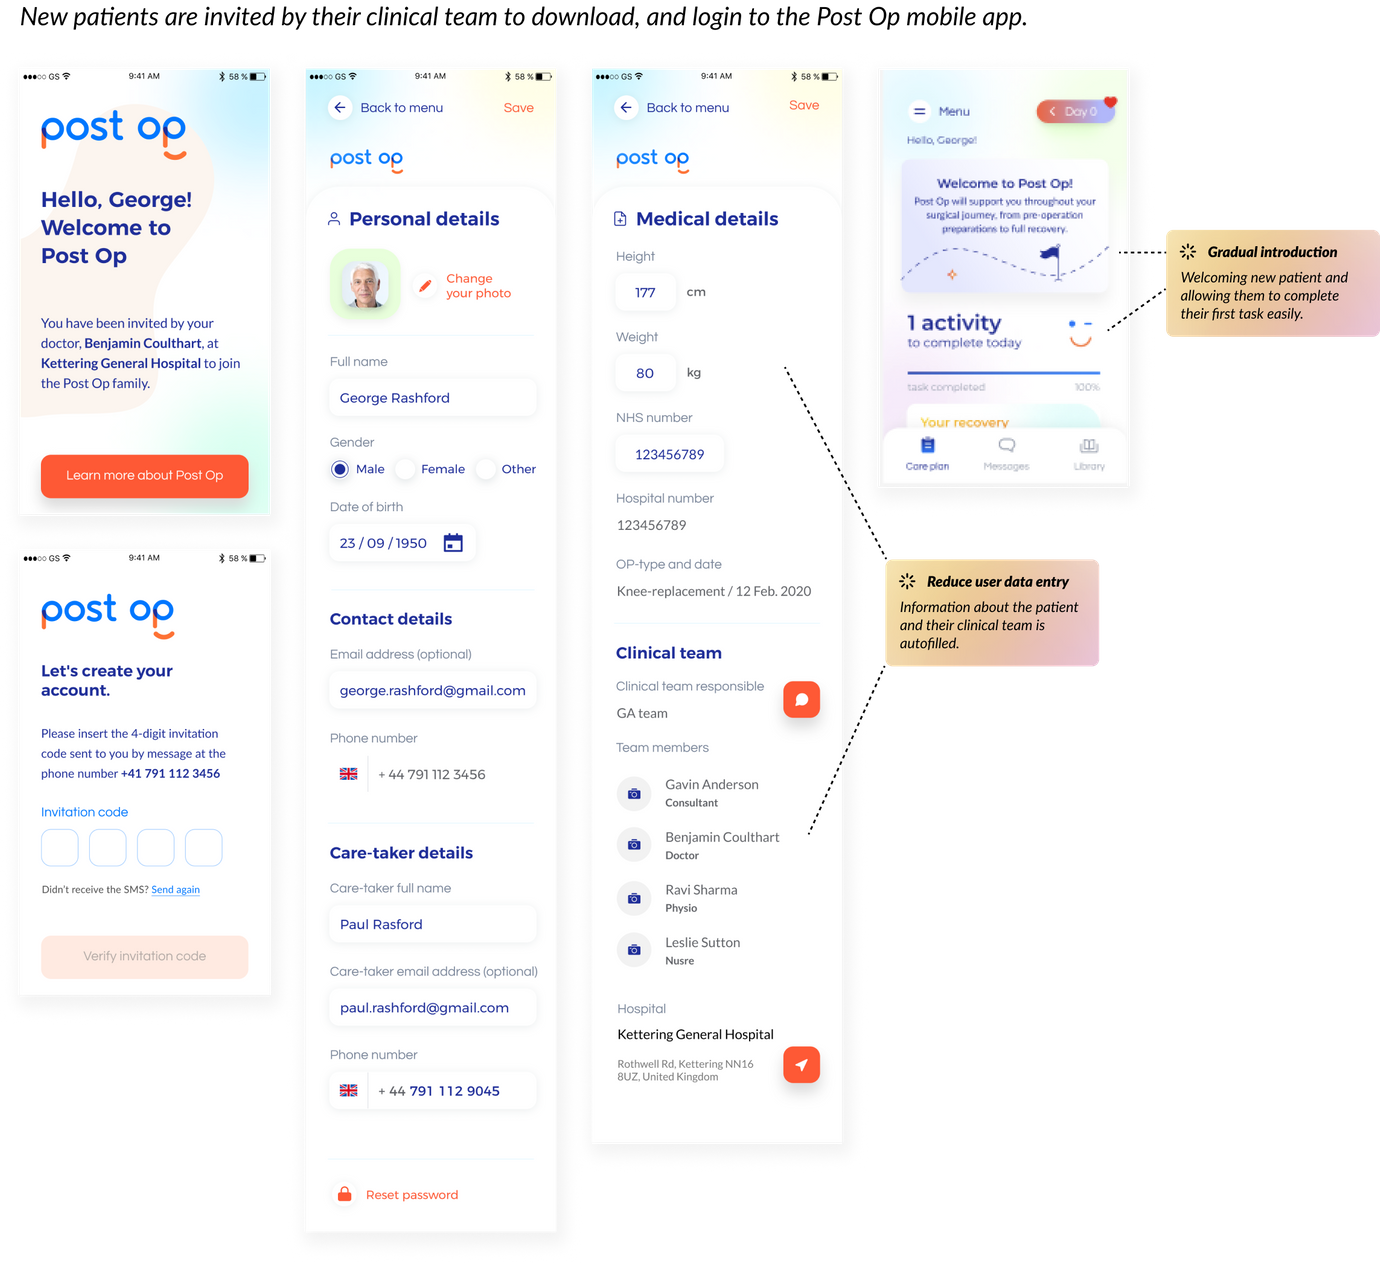 New patients are invited by their clinical team to download, and login to the Post Op mobile app.
●●●○○ GS 9:41 AM 58 %
post op
Hello, George!
Welcome to
Post Op
You have been invited by your
doctor, Benjamin Coulthart, at
Kettering General Hospital to join
the Post Op family.
Learn more about Post Op
●●●○○ GS 9:41 AM 58 %
post op
Let's create your
account.
Please insert the 4-digit invitation
code sent to you by message at the
phone number +41 791 112 3456
Invitation code
Didn't receive the SMS? Send again
Verify invitation code
●●●○○ GS 9:41 AM 58 %
Back to menu Save
post op
Personal details
Change
your photo
Full name
George Rashford
Gender
Male Female Other
Date of birth
23 / 09 / 1950
Contact details
Email address (optional)
george.rashford@gmail.com
Phone number
+ 44 791 112 3456
Care-taker details
Care-taker full name
Paul Rasford
Care-taker email address (optional)
paul.rashford@gmail.com
Phone number
+ 44 791 112 9045
Reset password
●●●○○ GS 9:41 AM 58 %
Back to menu Save
post op
Medical details
Height
177 cm
Weight
80 kg
NHS number
123456789
Hospital number
123456789
OP-type and date
Knee-replacement / 12 Feb. 2020
Clinical team
Clinical team responsible
GA team
Team members
Gavin Anderson
Consultant
Benjamin Coulthart
Doctor
Ravi Sharma
Physio
Leslie Sutton
Nusre
Hospital
Kettering General Hospital
Rothwell Rd, Kettering NN16
8UZ, United Kingdom
Menu Day 0
Hello, George!
Welcome to Post Op!
Post Op will support you throughout your
surgical journey, from pre-operation
preparations to full recovery.
1 activity
to complete today
task completed 100%
Your recovery
Care plan Messages Library
Gradual introduction
Welcoming new patient and
allowing them to complete
their first task easily.
Reduce user data entry
Information about the patient
and their clinical team is
autofilled.